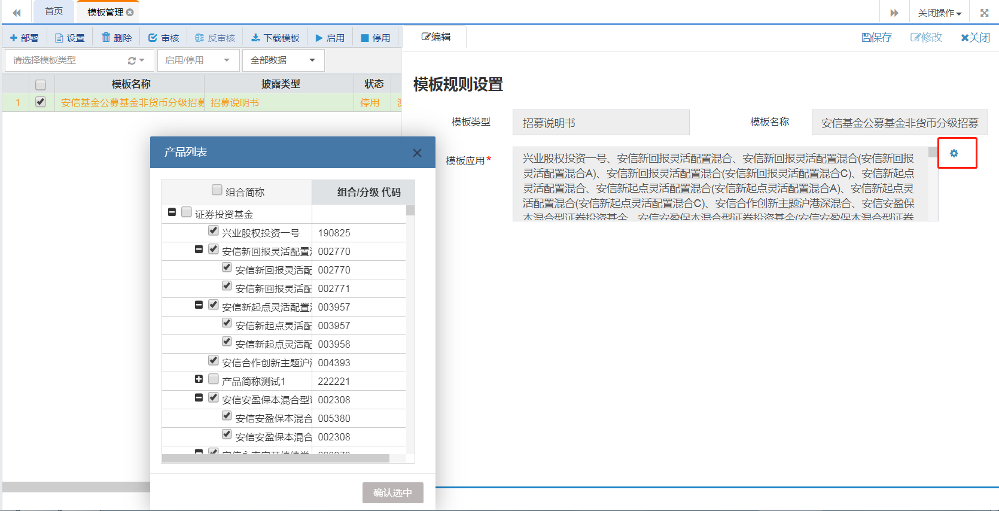 首页
模板管理
关闭操作
部署
设置
删除
审核
反审核
下载模板
启用
停用
编辑
保存
修改
关闭
请选择模板类型
启用/停用
全部数据
模板名称
披露类型
状态
1
安信基金公募基金非货币分级招募
招募说明书
停用
模板规则设置
模板类型
招募说明书
模板名称
安信基金公募基金非货币分级招募
模板应用*
兴业股权投资一号、安信新回报灵活配置混合、安信新回报灵活配置混合(安信新回报
灵活配置混合A)、安信新回报灵活配置混合(安信新回报灵活配置混合C)、安信新起点
灵活配置混合、安信新起点灵活配置混合(安信新起点灵活配置混合A)、安信新起点灵
活配置混合(安信新起点灵活配置混合C)、安信合作创新主题沪港深混合、安信安盈保
本混合型证券投资基金、安信安盈保本混合型证券投资基金(安信安盈保本混合型证券
产品列表
组合简称
组合/分级 代码
证券投资基金
兴业股权投资一号
190825
安信新回报灵活配置
002770
安信新回报灵活配
002770
安信新回报灵活配
002771
安信新起点灵活配置
003957
安信新起点灵活配
003957
安信新起点灵活配
003958
安信合作创新主题沪
004393
产品简称测试1
222221
安信安盈保本混合型
002308
安信安盈保本混合
005380
安信安盈保本混合
002308
确认选中